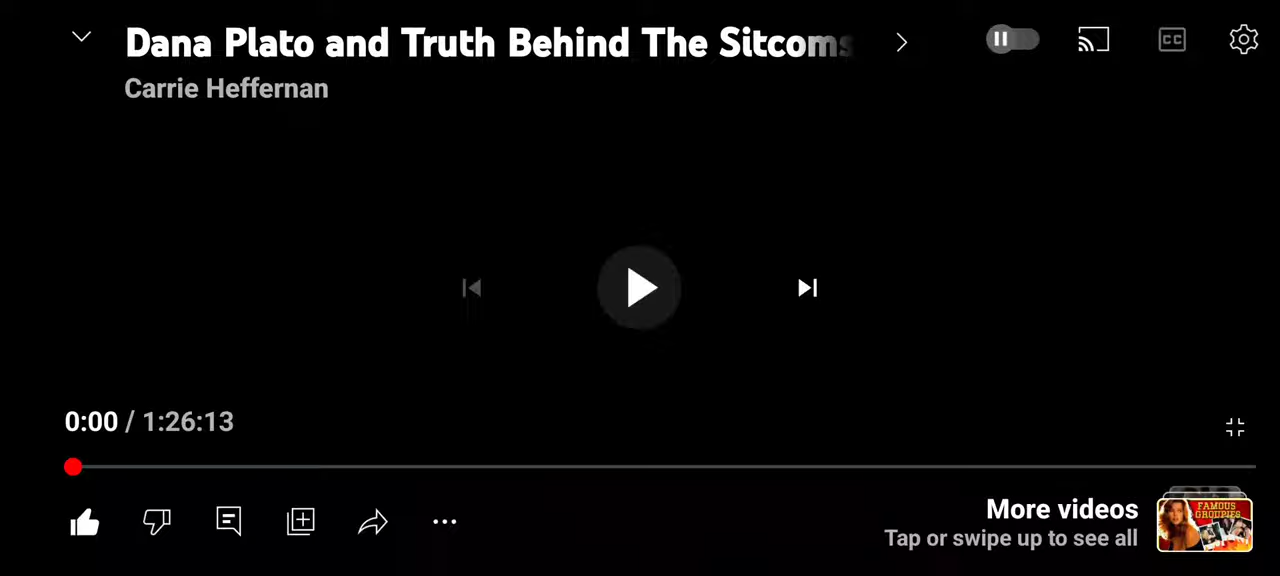 Dana Plato and Truth Behind The Sitcoms
CC
Carrie Heffernan
0:00 / 1:26:13
More videos
Tap or swipe up to see all
FAMOUS
GROUPIES